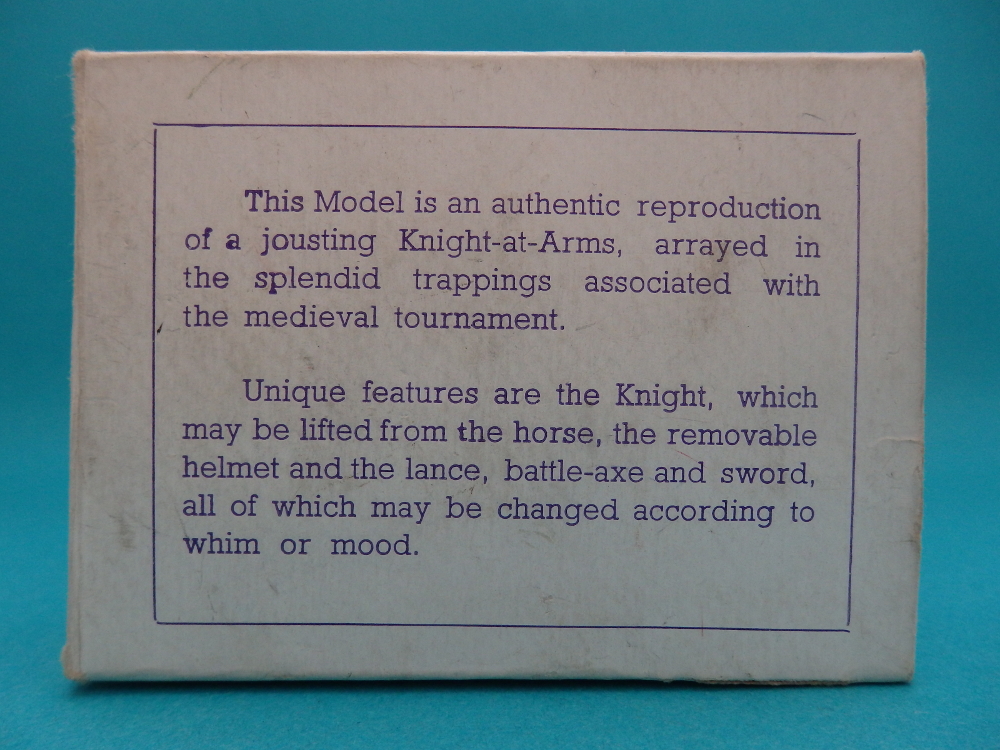 This Model is an authentic reproduction
of a jousting Knight-at-Arms, arrayed in
the splendid trappings associated with
the medieval tournament.
Unique features are the Knight, which
may be lifted from the horse, the removable
helmet and the lance, battle-axe and sword,
all of which may be changed according to
whim or mood.